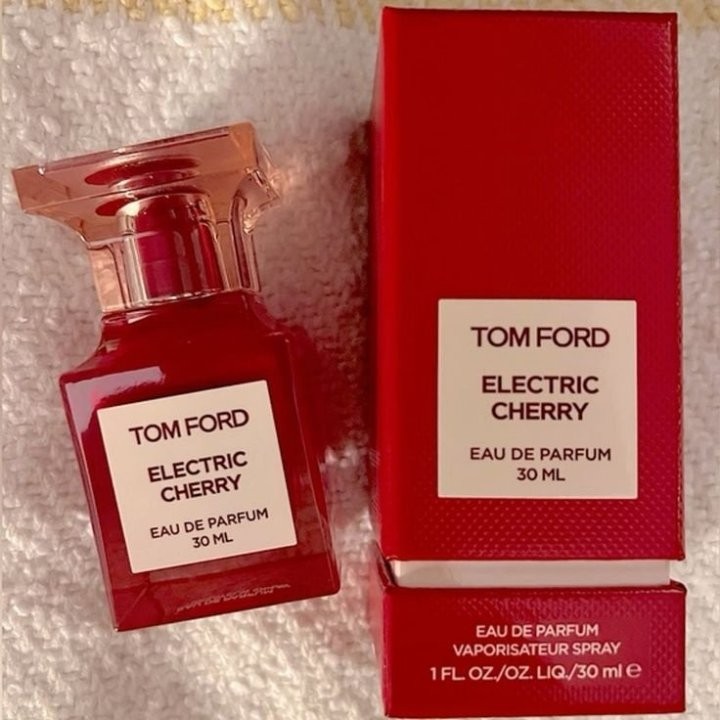 TOM FORD
ELECTRIC
CHERRY
EAU DE PARFUM
30 ML
TOM FORD
ELECTRIC
CHERRY
EAU DE PARFUM
30 ML
EAU DE PARFUM
VAPORISATEUR SPRAY
1 FL. OZ./OZ. LIQ./30 ml e